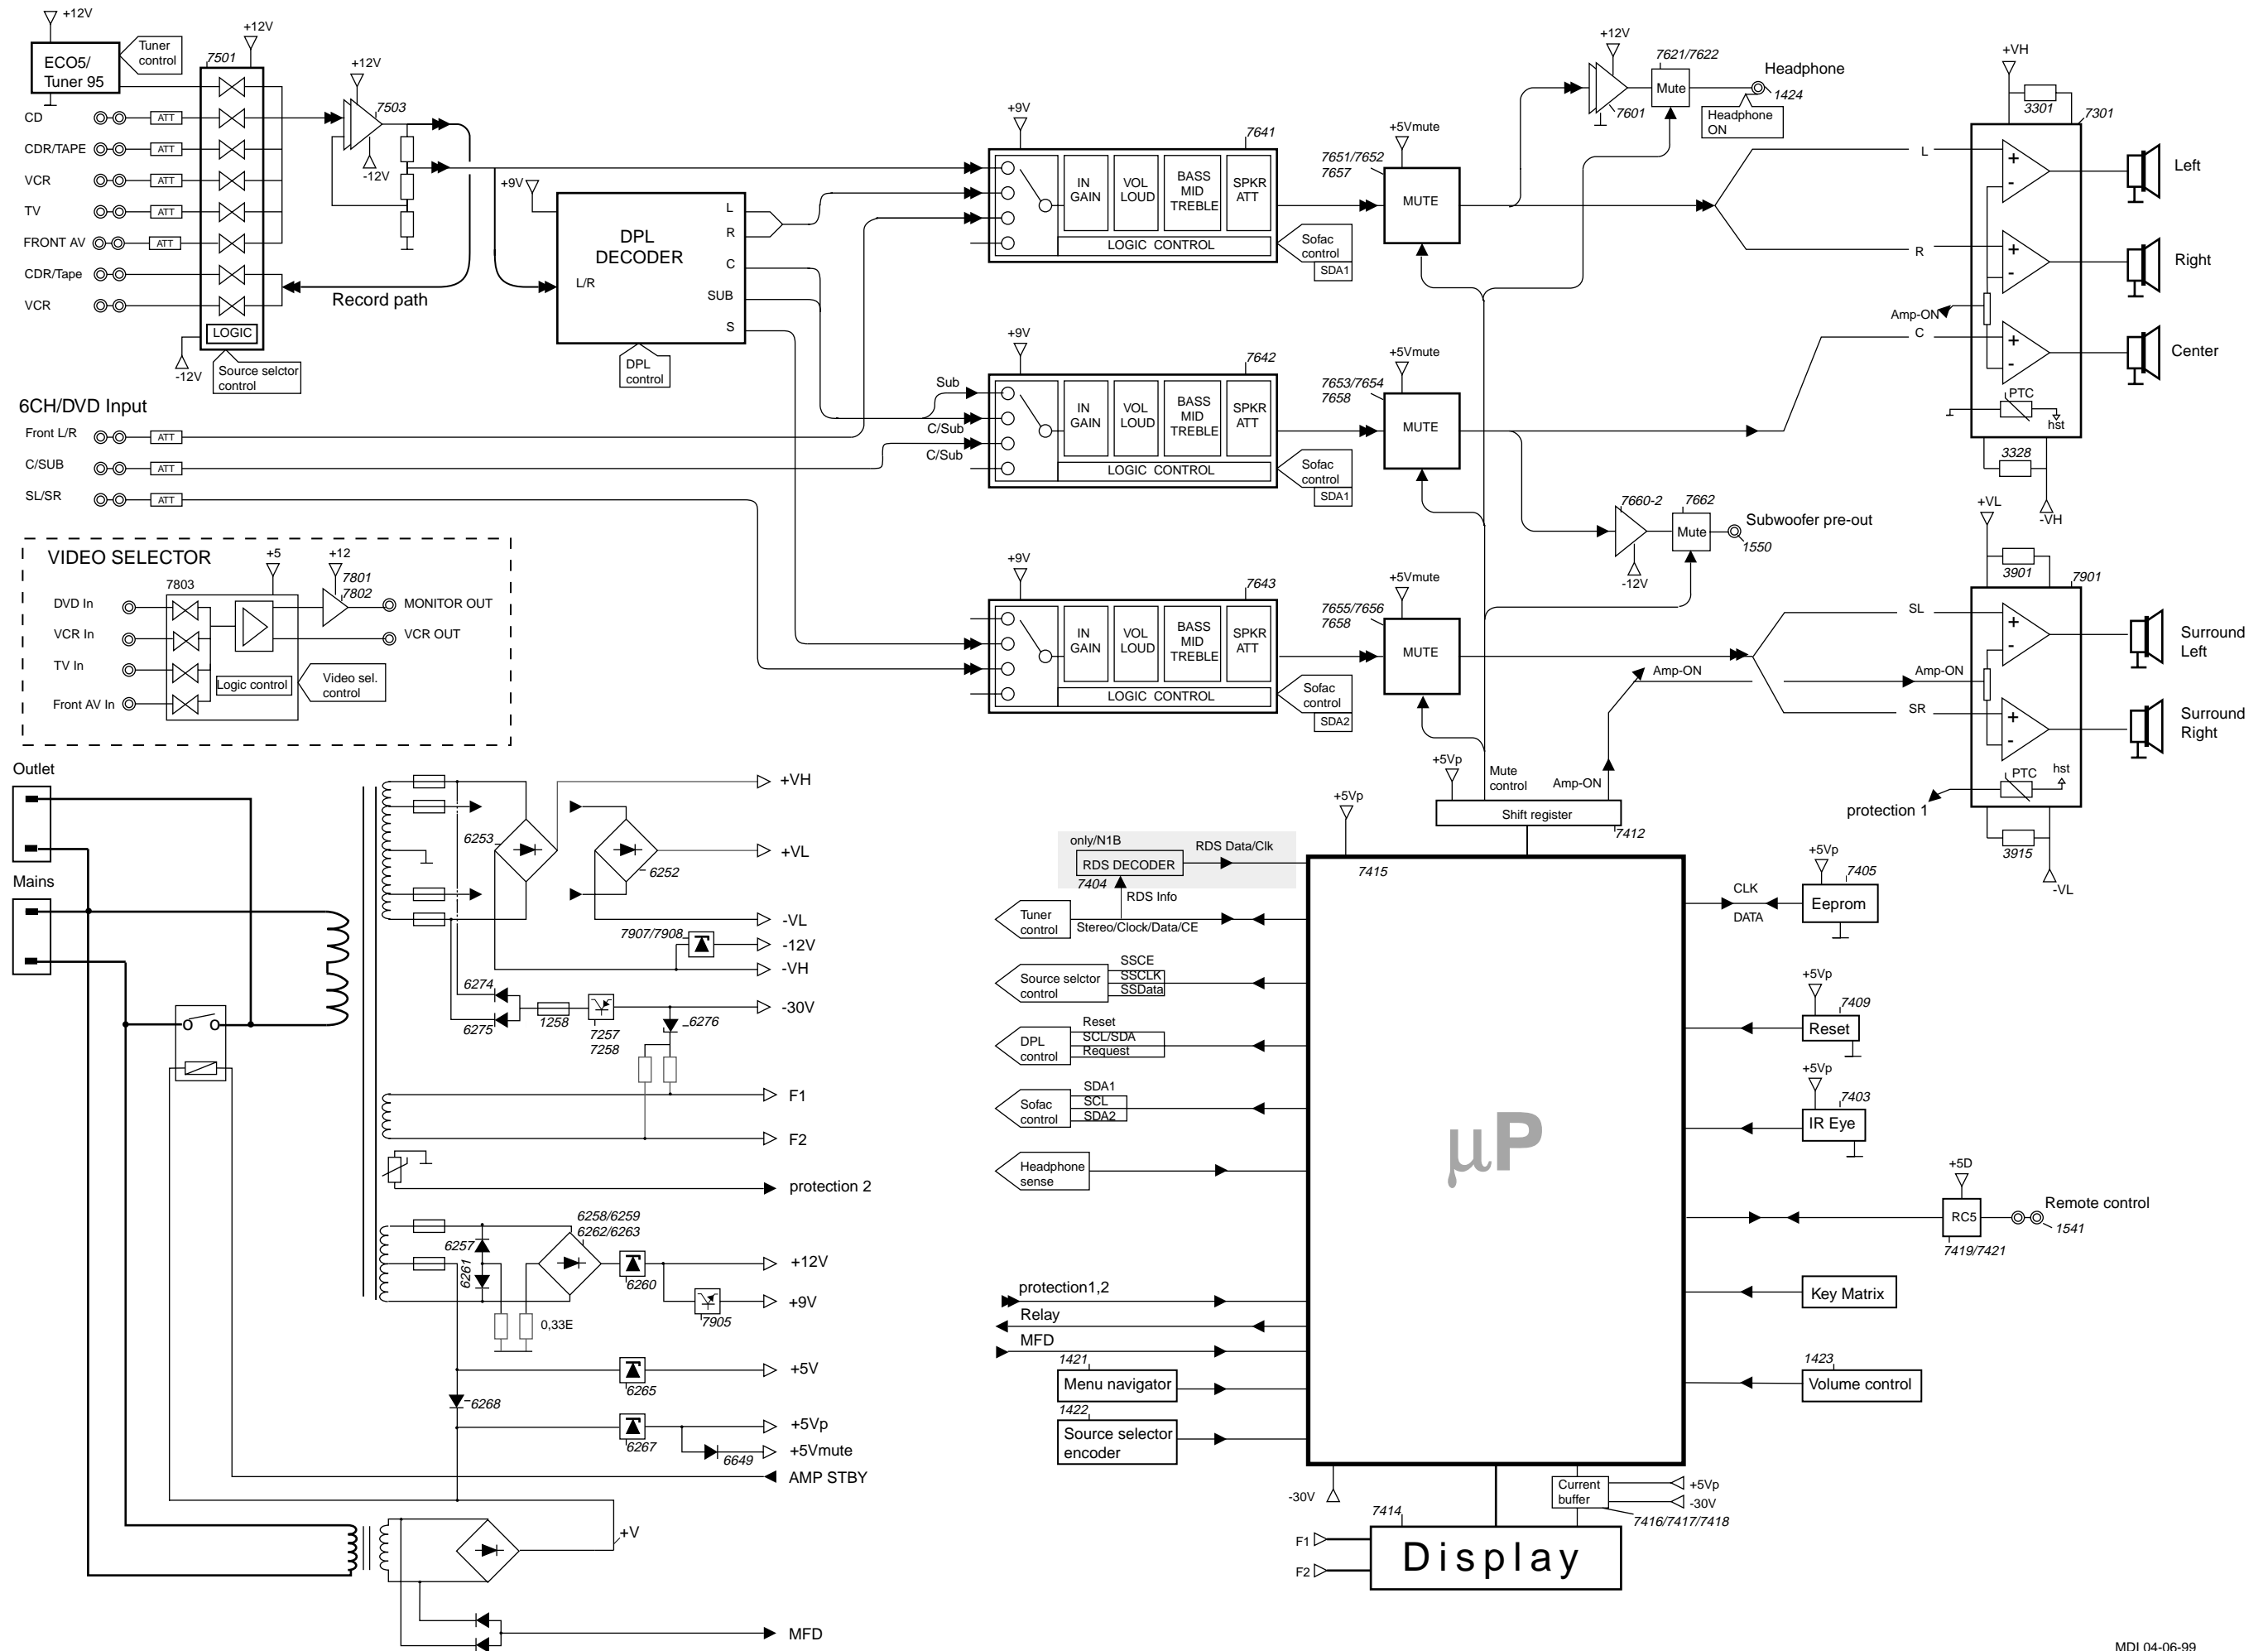 +12V
ECO5/
Tuner 95
Tuner
control
7501
+12V
CD
ATT
CDR/TAPE
ATT
VCR
ATT
TV
ATT
FRONT AV
ATT
CDR/Tape
VCR
LOGIC
-12V
Source selctor
control
+12V
7503
-12V
Record path
+9V
DPL
DECODER
L/R
L
R
C
SUB
S
DPL
control
6CH/DVD Input
Front L/R
ATT
C/SUB
ATT
SL/SR
ATT
+9V
7641
IN
GAIN
VOL
LOUD
BASS
MID
TREBLE
SPKR
ATT
LOGIC CONTROL
Sofac
control
SDA1
+5Vmute
7651/7652
7657
MUTE
+12V
7601
7621/7622
Mute
Headphone
1424
Headphone
ON
+9V
7642
Sub
C/Sub
C/Sub
IN
GAIN
VOL
LOUD
BASS
MID
TREBLE
SPKR
ATT
LOGIC CONTROL
Sofac
control
SDA1
+5Vmute
7653/7654
7658
MUTE
7660-2
-12V
7662
Mute
Subwoofer pre-out
1550
+9V
7643
IN
GAIN
VOL
LOUD
BASS
MID
TREBLE
SPKR
ATT
LOGIC CONTROL
Sofac
control
SDA2
+5Vmute
7655/7656
7658
MUTE
+VH
3301
7301
L
+
-
Left
R
+
-
Right
Amp-ON
C
+
-
Center
PTC
hst
3328
-VH
+VL
3901
7901
SL
+
-
Surround
Left
Amp-ON
Amp-ON
SR
+
-
Surround
Right
PTC
hst
protection 1
3915
-VL
VIDEO SELECTOR
+5
+12
7803
7801
7802
DVD In
MONITOR OUT
VCR In
VCR OUT
TV In
Front AV In
Logic control
Video sel.
control
Outlet
Mains
+VH
6253
+VL
6252
-VL
7907/7908
-12V
-VH
6274
6275
1258
7257
7258
-30V
6276
F1
F2
protection 2
6257
6261
6258/6259
6262/6263
6260
+12V
7905
+9V
0,33E
+5V
6265
6268
+5Vp
6267
6649
+5Vmute
AMP STBY
+V
MFD
+5Vp
Mute
control
Amp-ON
Shift register
7412
+5Vp
7415
only/N1B
RDS DECODER
7404
RDS Data/Clk
RDS Info
Tuner
control
Stereo/Clock/Data/CE
Source selctor
control
SSCE
SSCLK
SSData
DPL
control
Reset
SCL/SDA
Request
Sofac
control
SDA1
SCL
SDA2
Headphone
sense
protection1,2
Relay
MFD
1421
Menu navigator
1422
Source selector
encoder
µP
+5Vp
7405
CLK
DATA
Eeprom
+5Vp
7409
Reset
+5Vp
7403
IR Eye
+5D
RC5
7419/7421
Remote control
1541
Key Matrix
1423
Volume control
-30V
Current
buffer
+5Vp
-30V
7416/7417/7418
7414
F1
F2
Display
MDI 04-06-99